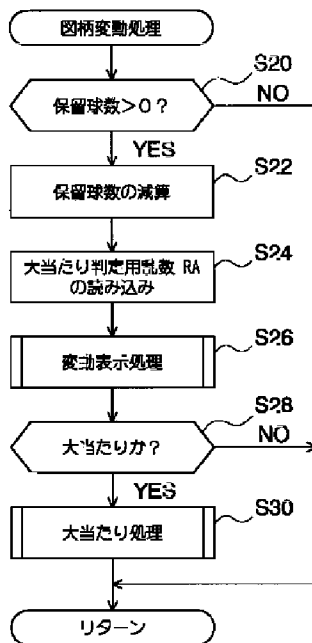 図柄変動処理
S20
保留球数>0?
NO
YES
S22
保留球数の減算
S24
大当たり判定用乱数 RA
の読み込み
S26
変動表示処理
S28
大当たりか?
NO
YES
S30
大当たり処理
リターン